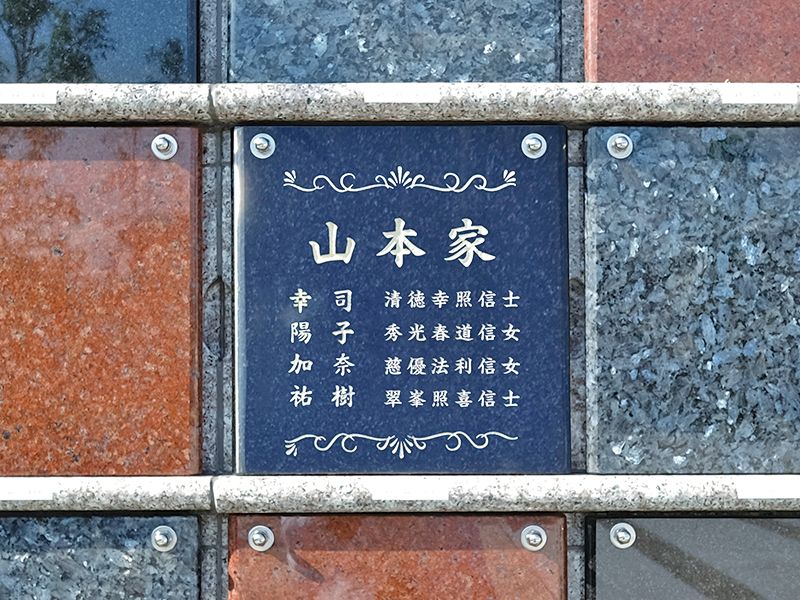 山本家
幸司 清徳幸照信士
陽子 秀光春道信女
加奈 慈優法利信女
祐樹 翠峯照喜信士